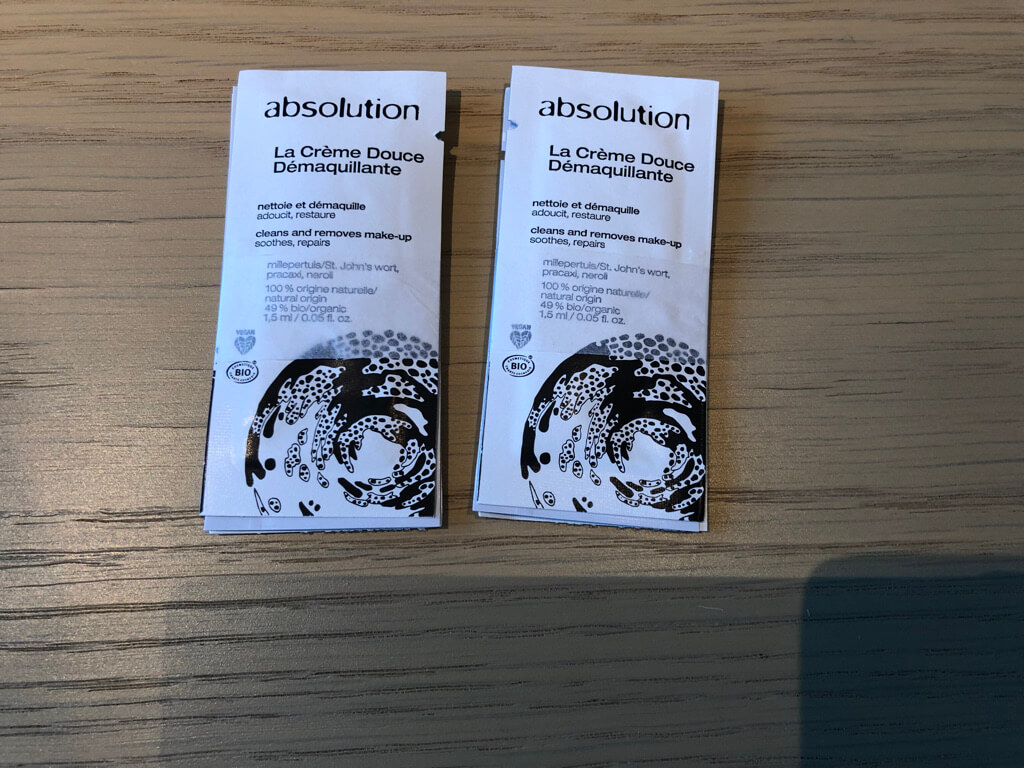 absolution
La Crème Douce
Démaquillante
nettoie et démaquille
adoucit, restaure
cleans and removes make-up
soothes, repairs
millepertuis/St. John's wort,
pracaxi, neroli
100 % origine naturelle/
natural origin
49 % bio/organic
1,5 ml / 0.05 fl. oz.
VEGAN
BIO
absolution
La Crème Douce
Démaquillante
nettoie et démaquille
adoucit, restaure
cleans and removes make-up
soothes, repairs
millepertuis/St. John's wort,
pracaxi, neroli
100 % origine naturelle/
natural origin
49 % bio/organic
1,5 ml / 0.05 fl. oz.
VEGAN
BIO